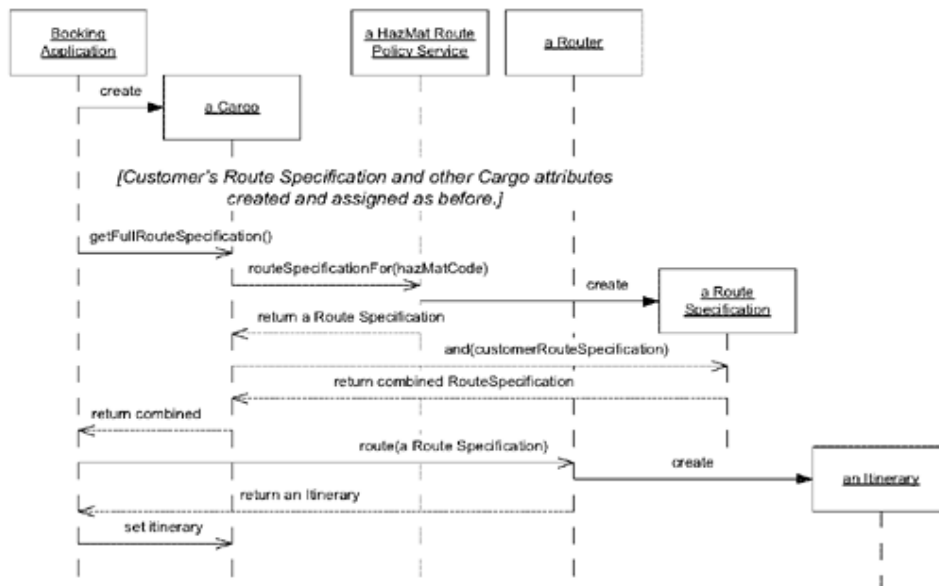 Booking
Application
a HazMat Route
Policy Service
a Router
create
a Cargo
[Customer's Route Specification and other Cargo attributes
created and assigned as before.]
getFullRouteSpecification()
routeSpecificationFor(hazMatCode)
create
a Route
Specification
return a Route Specification
and(customerRouteSpecification)
return combined RouteSpecification
return combined
route(a Route Specification)
create
an Itinerary
return an Itinerary
set itinerary